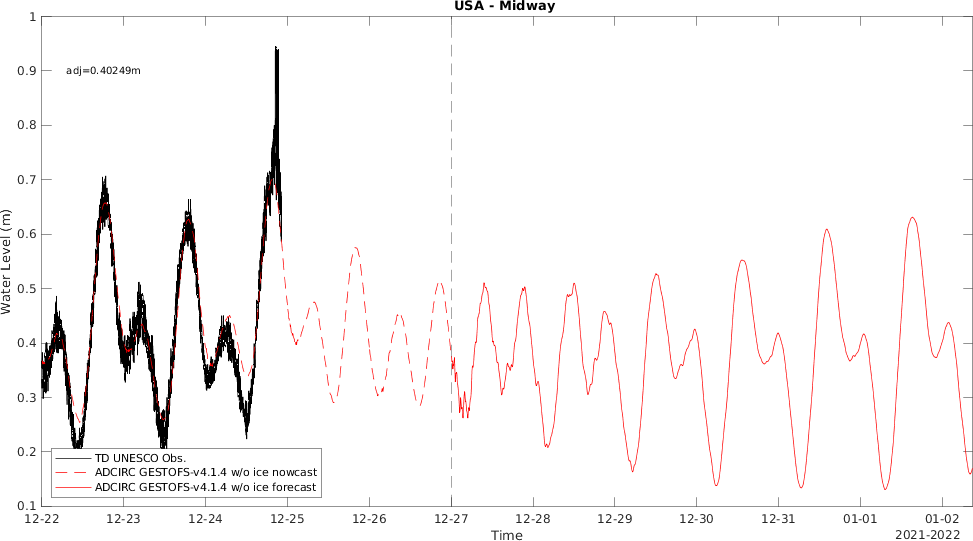 USA - Midway
1
0.9
0.8
0.7
0.6
0.5
0.4
0.3
0.2
0.1
Water Level (m)
adj=0.40249m
TD UNESCO Obs.
ADCIRC GESTOFS-v4.1.4 w/o ice nowcast
ADCIRC GESTOFS-v4.1.4 w/o ice forecast
12-22 12-23 12-24 12-25 12-26 12-27 12-28 12-29 12-30 12-31 01-01 01-02
Time
2021-2022